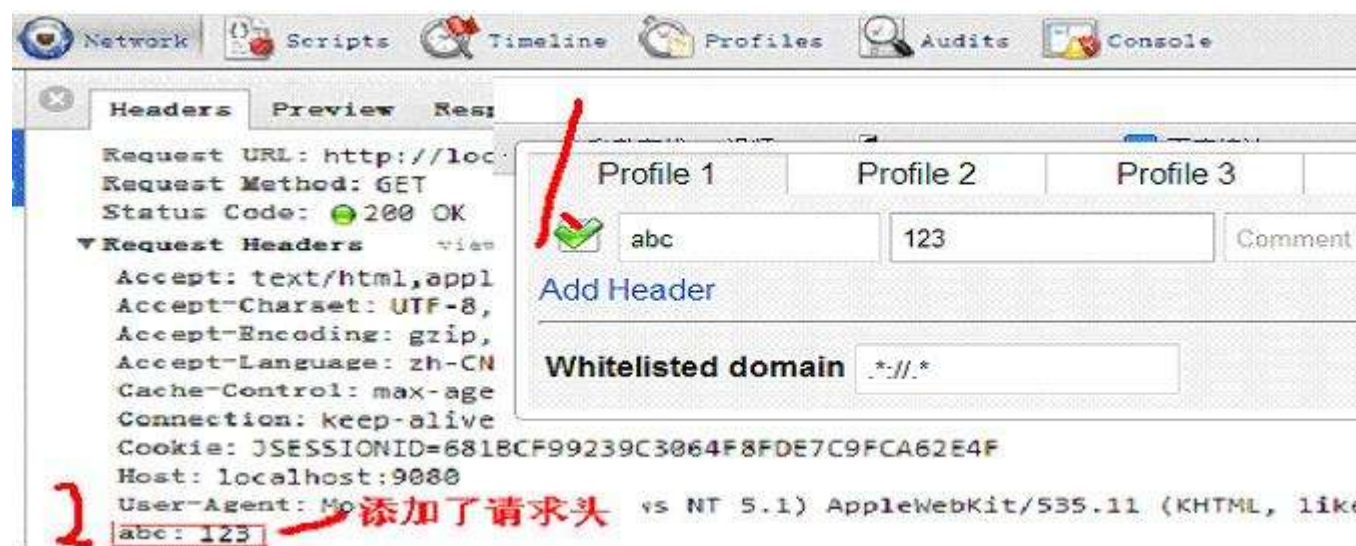 Network Scripts Timeline Profiles Audits Console
Headers Preview
Request URL: http://loc
Request Method: GET
Status Code: 200 OK
Request Headers view
Accept: text/html,appl
Accept-Charset: UTF-8,
Accept-Encoding: gzip,
Accept-Language: zh-CN
Cache-Control: max-age
Connection: keep-alive
Profile 1 Profile 2 Profile 3
abc 123 Comment
Add Header
Whitelisted domain .*://.*
Cookie: JSESSIONID=681BCF99239C3064F8FDE7C9FCA62E4F
Host: localhost:9080
User-Agent: Mo 添加了请求头 vs NT 5.1) AppleWebKit/535.11 (KHTML, like
2 abc: 123